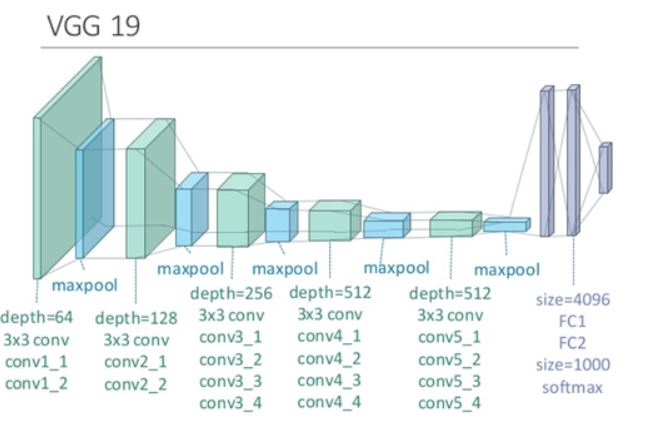 VGG 19
maxpool
maxpool
maxpool
maxpool
maxpool
depth=64
3x3 conv
conv1_1
conv1_2
depth=128
3x3 conv
conv2_1
conv2_2
depth=256
3x3 conv
conv3_1
conv3_2
conv3_3
conv3_4
depth=512
3x3 conv
conv4_1
conv4_2
conv4_3
conv4_4
depth=512
3x3 conv
conv5_1
conv5_2
conv5_3
conv5_4
size=4096
FC1
FC2
size=1000
softmax